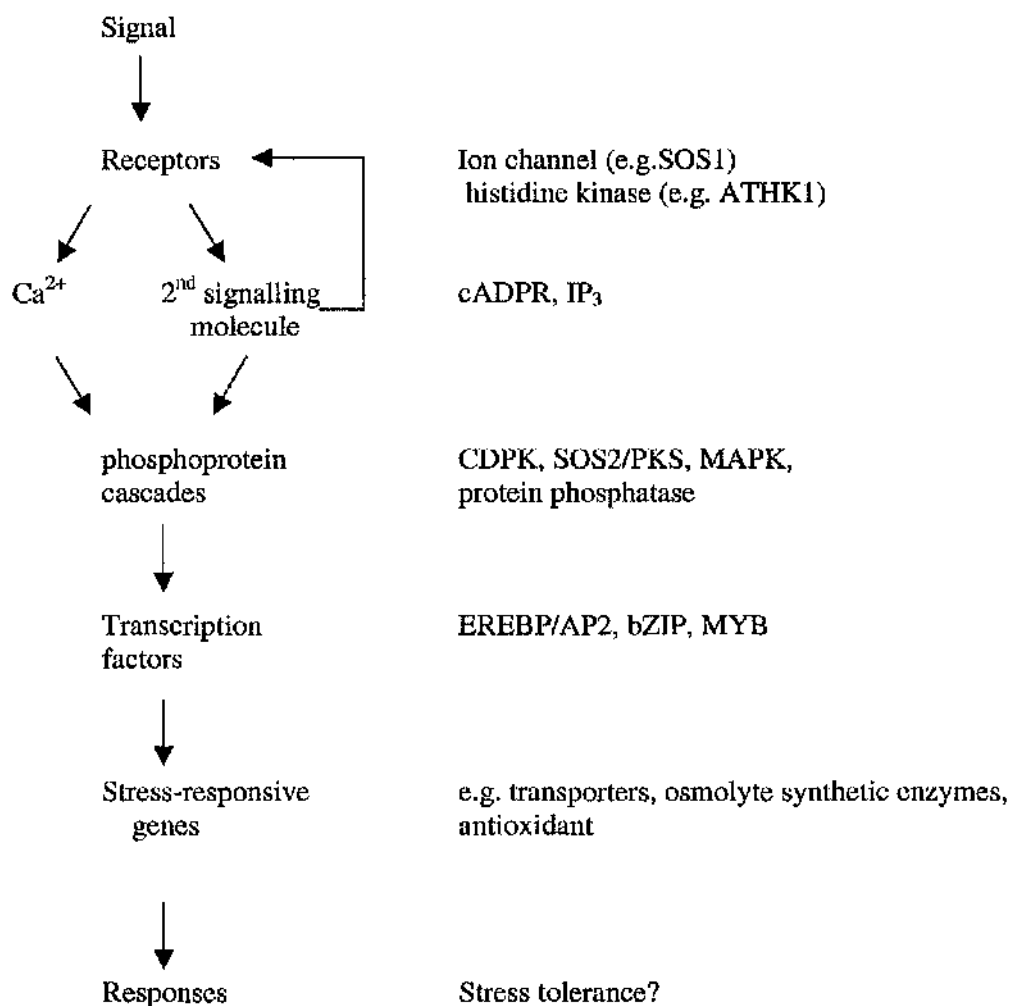 Signal
Receptors
Ion channel (e.g.SOS1)
histidine kinase (e.g. ATHK1)
Ca²⁺
2ⁿᵈ signalling
molecule
cADPR, IP₃
phosphoprotein
cascades
CDPK, SOS2/PKS, MAPK,
protein phosphatase
Transcription
factors
EREBP/AP2, bZIP, MYB
Stress-responsive
genes
e.g. transporters, osmolyte synthetic enzymes,
antioxidant
Responses
Stress tolerance?